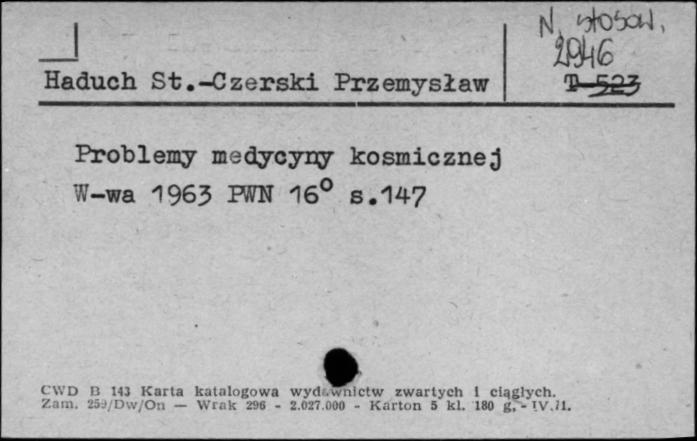 N. stosow.
2946
T-523
Haduch St.-Czerski Przemysław
Problemy medycyny kosmicznej
W-wa 1963 PWN 16° s.147
CWD B 143 Karta katalogowa wydawnictw zwartych i ciągłych.
Zam. 259/Dw/On — Wrak 296 - 2.027.000 - Karton 5 kl. 180 g, - IV.71.